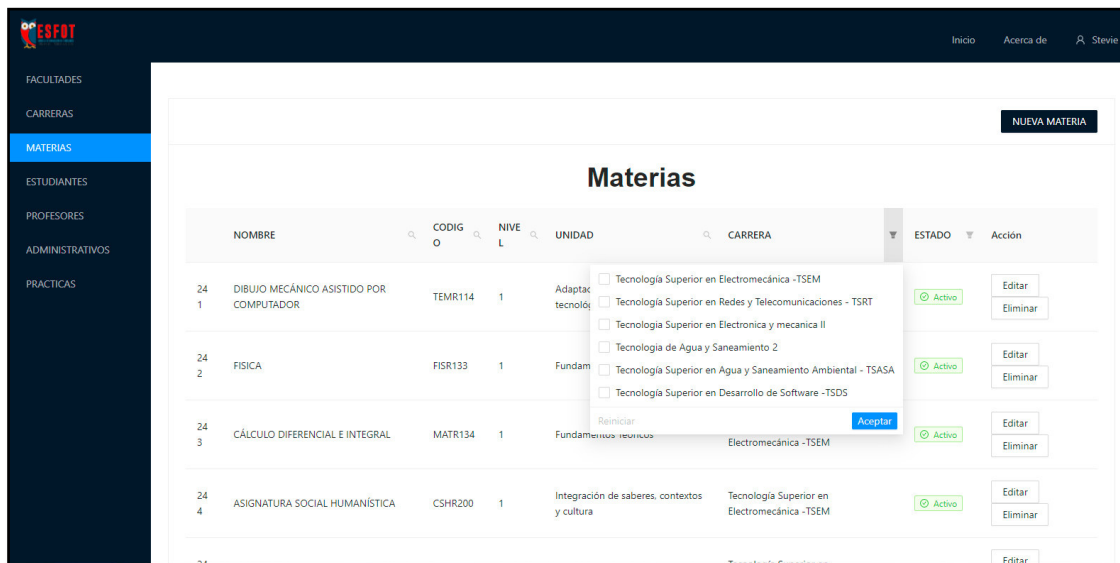 ESFOT
Inicio Acerca de Stevie
FACULTADES
CARRERAS
MATERIAS
ESTUDIANTES
PROFESORES
ADMINISTRATIVOS
PRACTICAS
NUEVA MATERIA
Materias
NOMBRE CODIG NIVE UNIDAD CARRERA ESTADO Acción
O L
24 DIBUJO MECÁNICO ASISTIDO POR TEMR114 1 Adaptac Activo Editar
1 COMPUTADOR tecnológ Eliminar
Tecnología Superior en Electromecánica -TSEM
Tecnología Superior en Redes y Telecomunicaciones - TSRT
Tecnologia Superior en Electronica y mecanica II
Tecnologia de Agua y Saneamiento 2
Tecnología Superior en Agua y Saneamiento Ambiental - TSASA
Tecnología Superior en Desarrollo de Software -TSDS
Reiniciar Aceptar
24 FISICA FISR133 1 Fundam Activo Editar
2 Eliminar
24 CÁLCULO DIFERENCIAL E INTEGRAL MATR134 1 Fundamentos Teóricos Activo Editar
3 Electromecánica -TSEM Eliminar
24 ASIGNATURA SOCIAL HUMANÍSTICA CSHR200 1 Integración de saberes, contextos Tecnología Superior en Activo Editar
4 y cultura Electromecánica -TSEM Eliminar
24 Tecnología Superior en Editar